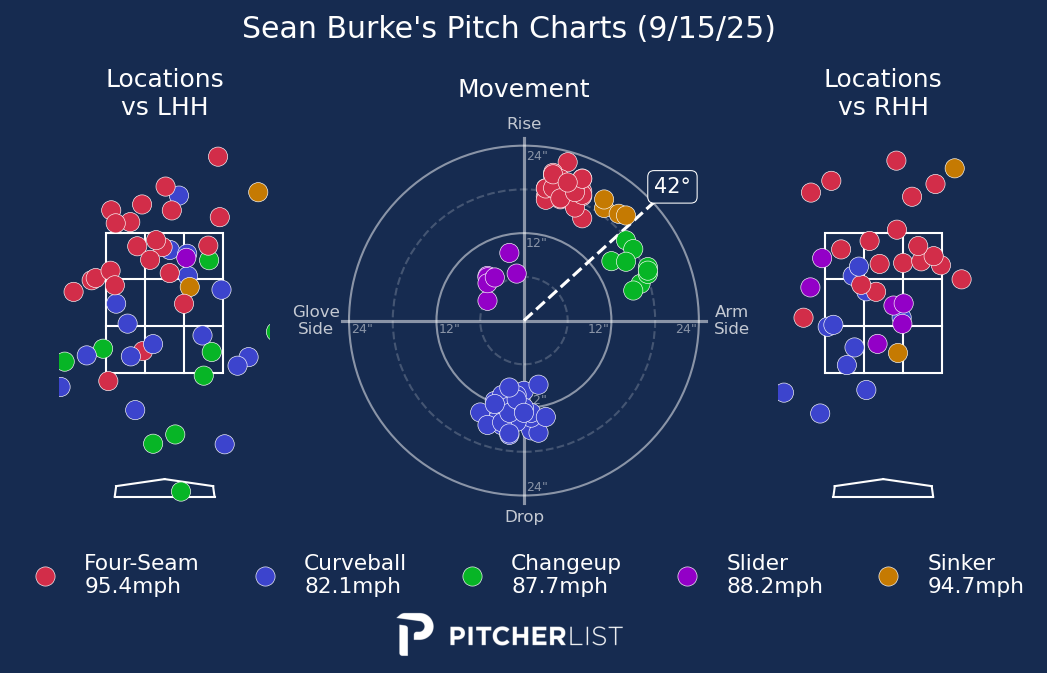 Sean Burke's Pitch Charts (9/15/25)
Locations
vs LHH
Movement
Locations
vs RHH
Rise
24"
42°
12"
Glove
Side
24"
12"
12"
24"
Arm
Side
2"
24"
Drop
Four-Seam
95.4mph
Curveball
82.1mph
Changeup
87.7mph
Slider
88.2mph
Sinker
94.7mph
PITCHERLIST